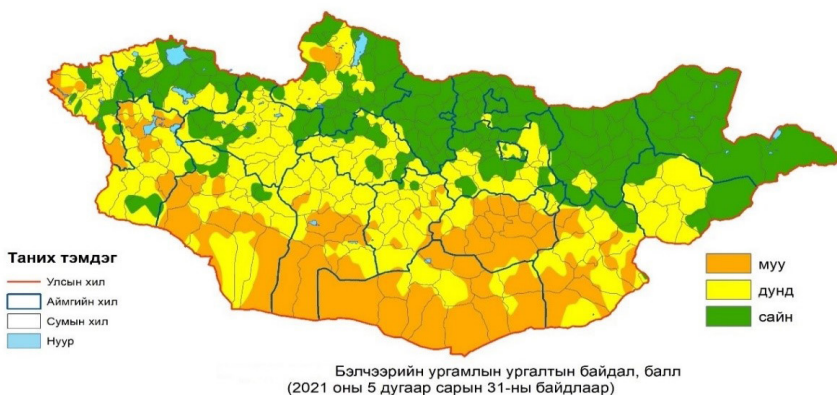 Таних тэмдэг
Улсын хил
Аймгийн хил
Сумын хил
Нуур
муу
дунд
сайн
Бэлчээрийн ургамлын ургалтын байдал, балл
(2021 оны 5 дугаар сарын 31-ны байдлаар)